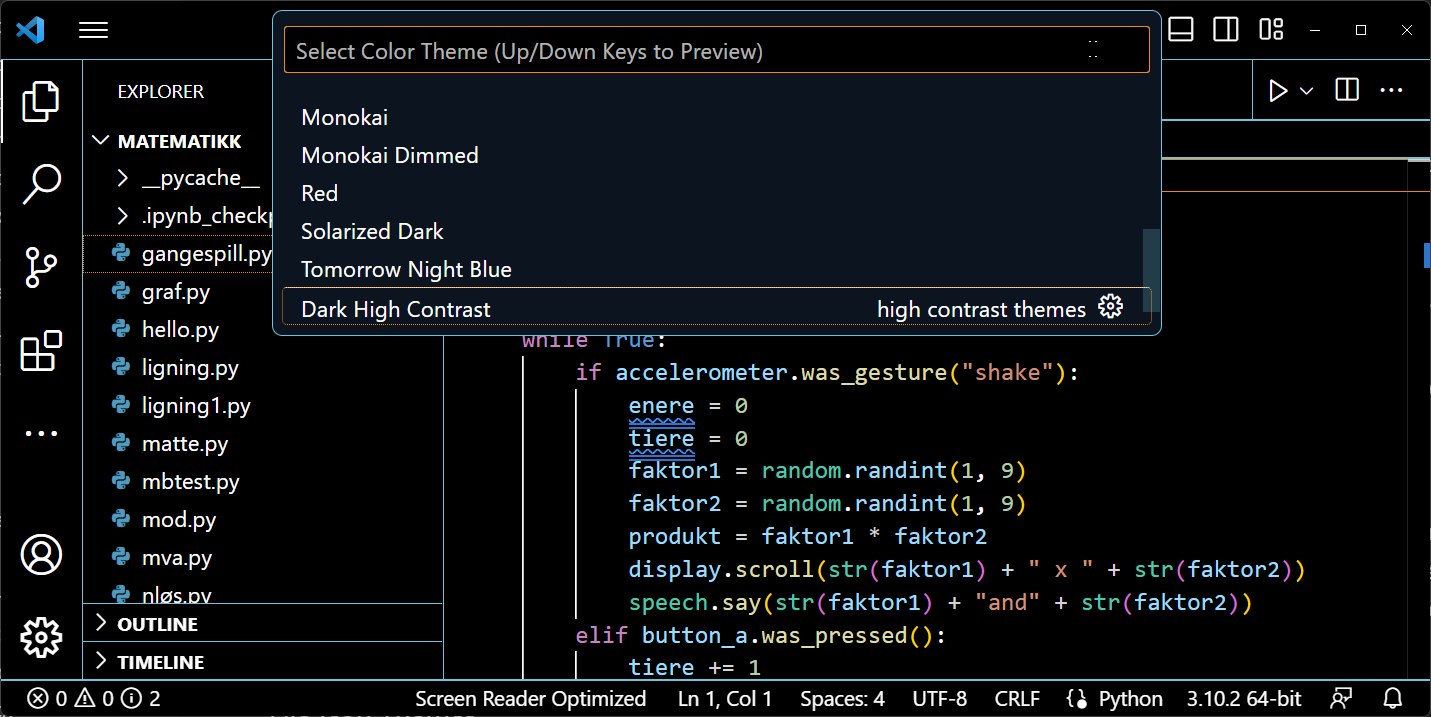 Select Color Theme (Up/Down Keys to Preview)
Monokai
Monokai Dimmed
Red
Solarized Dark
Tomorrow Night Blue
Dark High Contrast high contrast themes
EXPLORER
MATEMATIKK
__pycache__
.ipynb_checkp
gangespill.py
graf.py
hello.py
ligning.py
ligning1.py
matte.py
mbtest.py
mod.py
mva.py
nløs.py
OUTLINE
TIMELINE
while True:
if accelerometer.was_gesture("shake"):
enere = 0
tiere = 0
faktor1 = random.randint(1, 9)
faktor2 = random.randint(1, 9)
produkt = faktor1 * faktor2
display.scroll(str(faktor1) + " x " + str(faktor2))
speech.say(str(faktor1) + "and" + str(faktor2))
elif button_a.was_pressed():
tiere += 1
0 0 2 Screen Reader Optimized Ln 1, Col 1 Spaces: 4 UTF-8 CRLF Python 3.10.2 64-bit